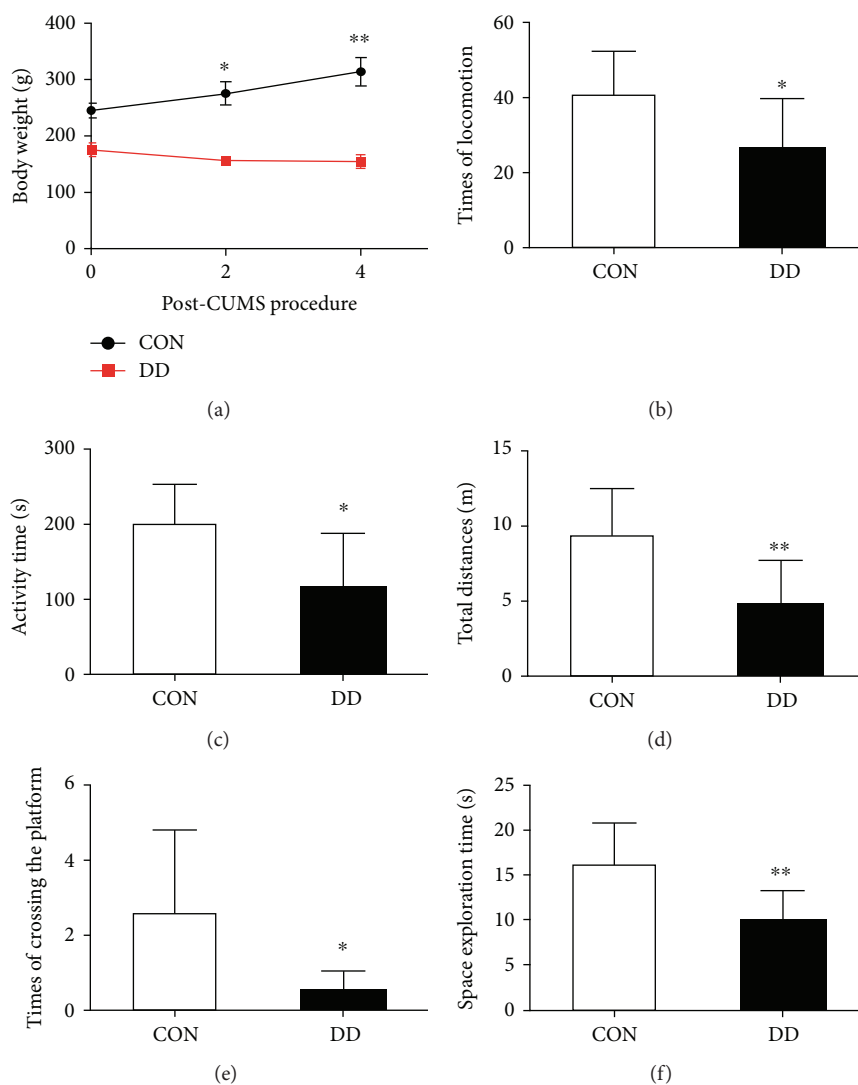 400
300
200
100
0
Body weight (g)
*
**
0 2 4
Post-CUMS procedure
CON
DD
(a)
60
40
20
0
Times of locomotion
*
CON DD
(b)
300
200
100
0
Activity time (s)
*
CON DD
(c)
15
10
5
0
Total distances (m)
**
CON DD
(d)
6
4
2
0
Times of crossing the platform
*
CON DD
(e)
25
20
15
10
5
0
Space exploration time (s)
**
CON DD
(f)